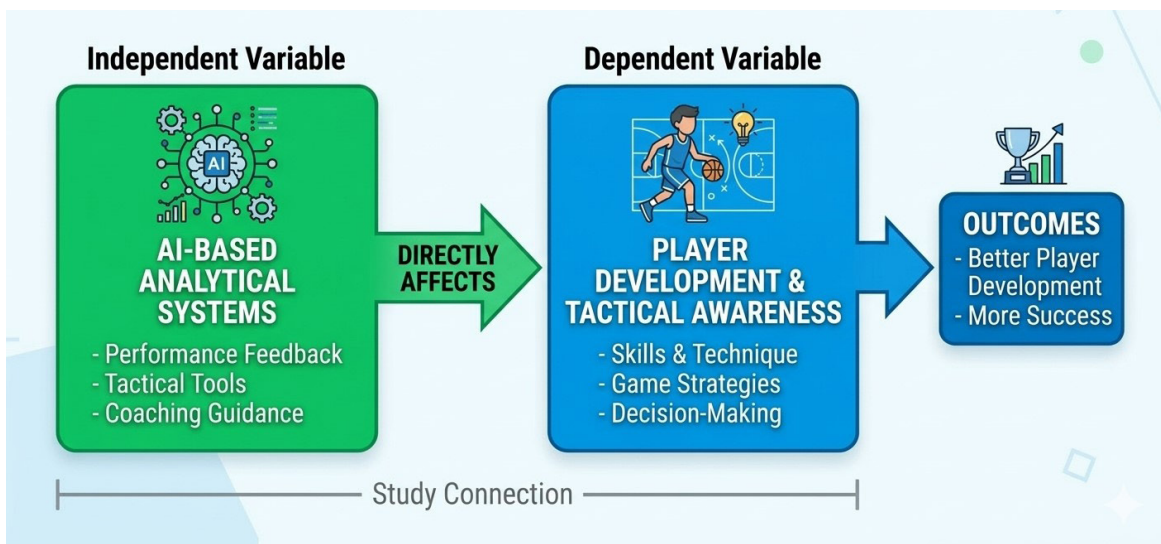 Independent Variable
AI
AI-BASED
ANALYTICAL
SYSTEMS
- Performance Feedback
- Tactical Tools
- Coaching Guidance
DIRECTLY
AFFECTS
Dependent Variable
PLAYER
DEVELOPMENT &
TACTICAL AWARENESS
- Skills & Technique
- Game Strategies
- Decision-Making
OUTCOMES
- Better Player
Development
- More Success
Study Connection